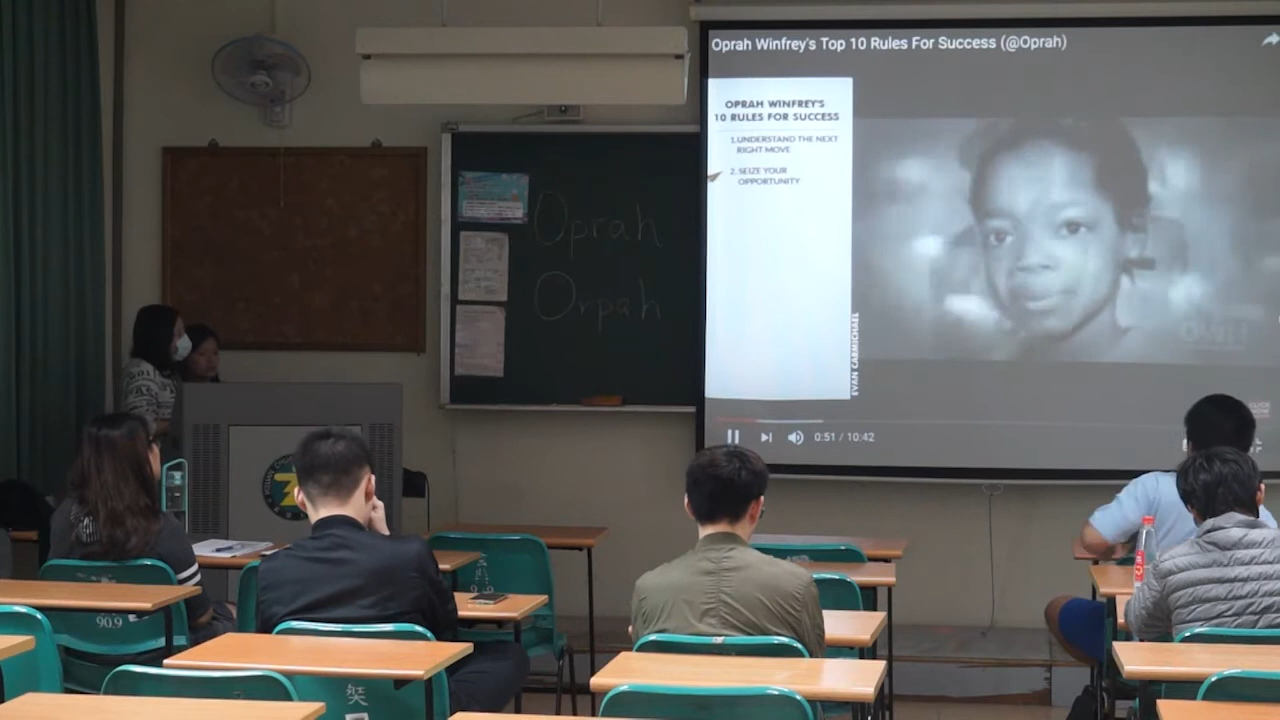 Oprah Winfrey's Top 10 Rules For Success (@Oprah)
OPRAH WINFREY'S
10 RULES FOR SUCCESS
1.UNDERSTAND THE NEXT
RIGHT MOVE
2.SEIZE YOUR
OPPORTUNITY
EVAN CARMICHAEL
0:51 / 10:42
Oprah
Orpah
90.9